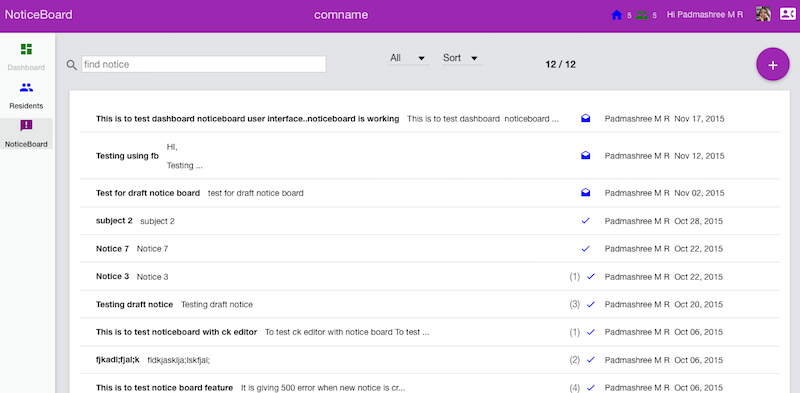 NoticeBoard comname 5 5 Hi Padmashree M R
Dashboard
Residents
NoticeBoard
find notice All Sort 12 / 12 +
This is to test dashboard noticeboard user interface..noticeboard is working This is to test dashboard noticeboard ... Padmashree M R Nov 17, 2015
Testing using fb HI,
Testing ... Padmashree M R Nov 12, 2015
Test for draft notice board test for draft notice board Padmashree M R Nov 02, 2015
subject 2 subject 2 Padmashree M R Oct 28, 2015
Notice 7 Notice 7 Padmashree M R Oct 22, 2015
Notice 3 Notice 3 (1) Padmashree M R Oct 22, 2015
Testing draft notice Testing draft notice (3) Padmashree M R Oct 20, 2015
This is to test noticeboard with ck editor To test ck editor with notice board To test ... (1) Padmashree M R Oct 06, 2015
fjkadl;fjal;k fldkjasklja;lskfjal; (2) Padmashree M R Oct 06, 2015
This is to test notice board feature It is giving 500 error when new notice is cr... (4) Padmashree M R Oct 06, 2015